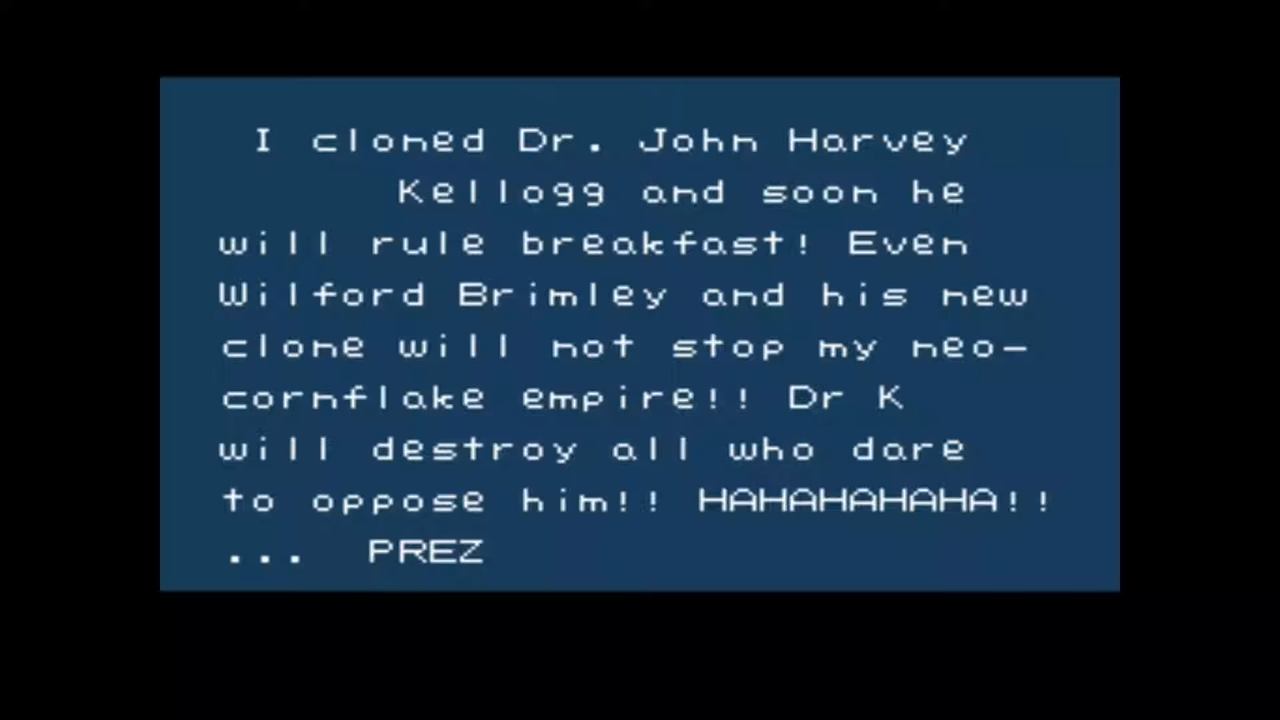 I cloned Dr. John Harvey
Kellogg and soon he
will rule breakfast! Even
Wilford Brimley and his new
clone will not stop my neo-
cornflake empire!! Dr K
will destroy all who dare
to oppose him!! HAHAHAHAHA!!
... PREZ